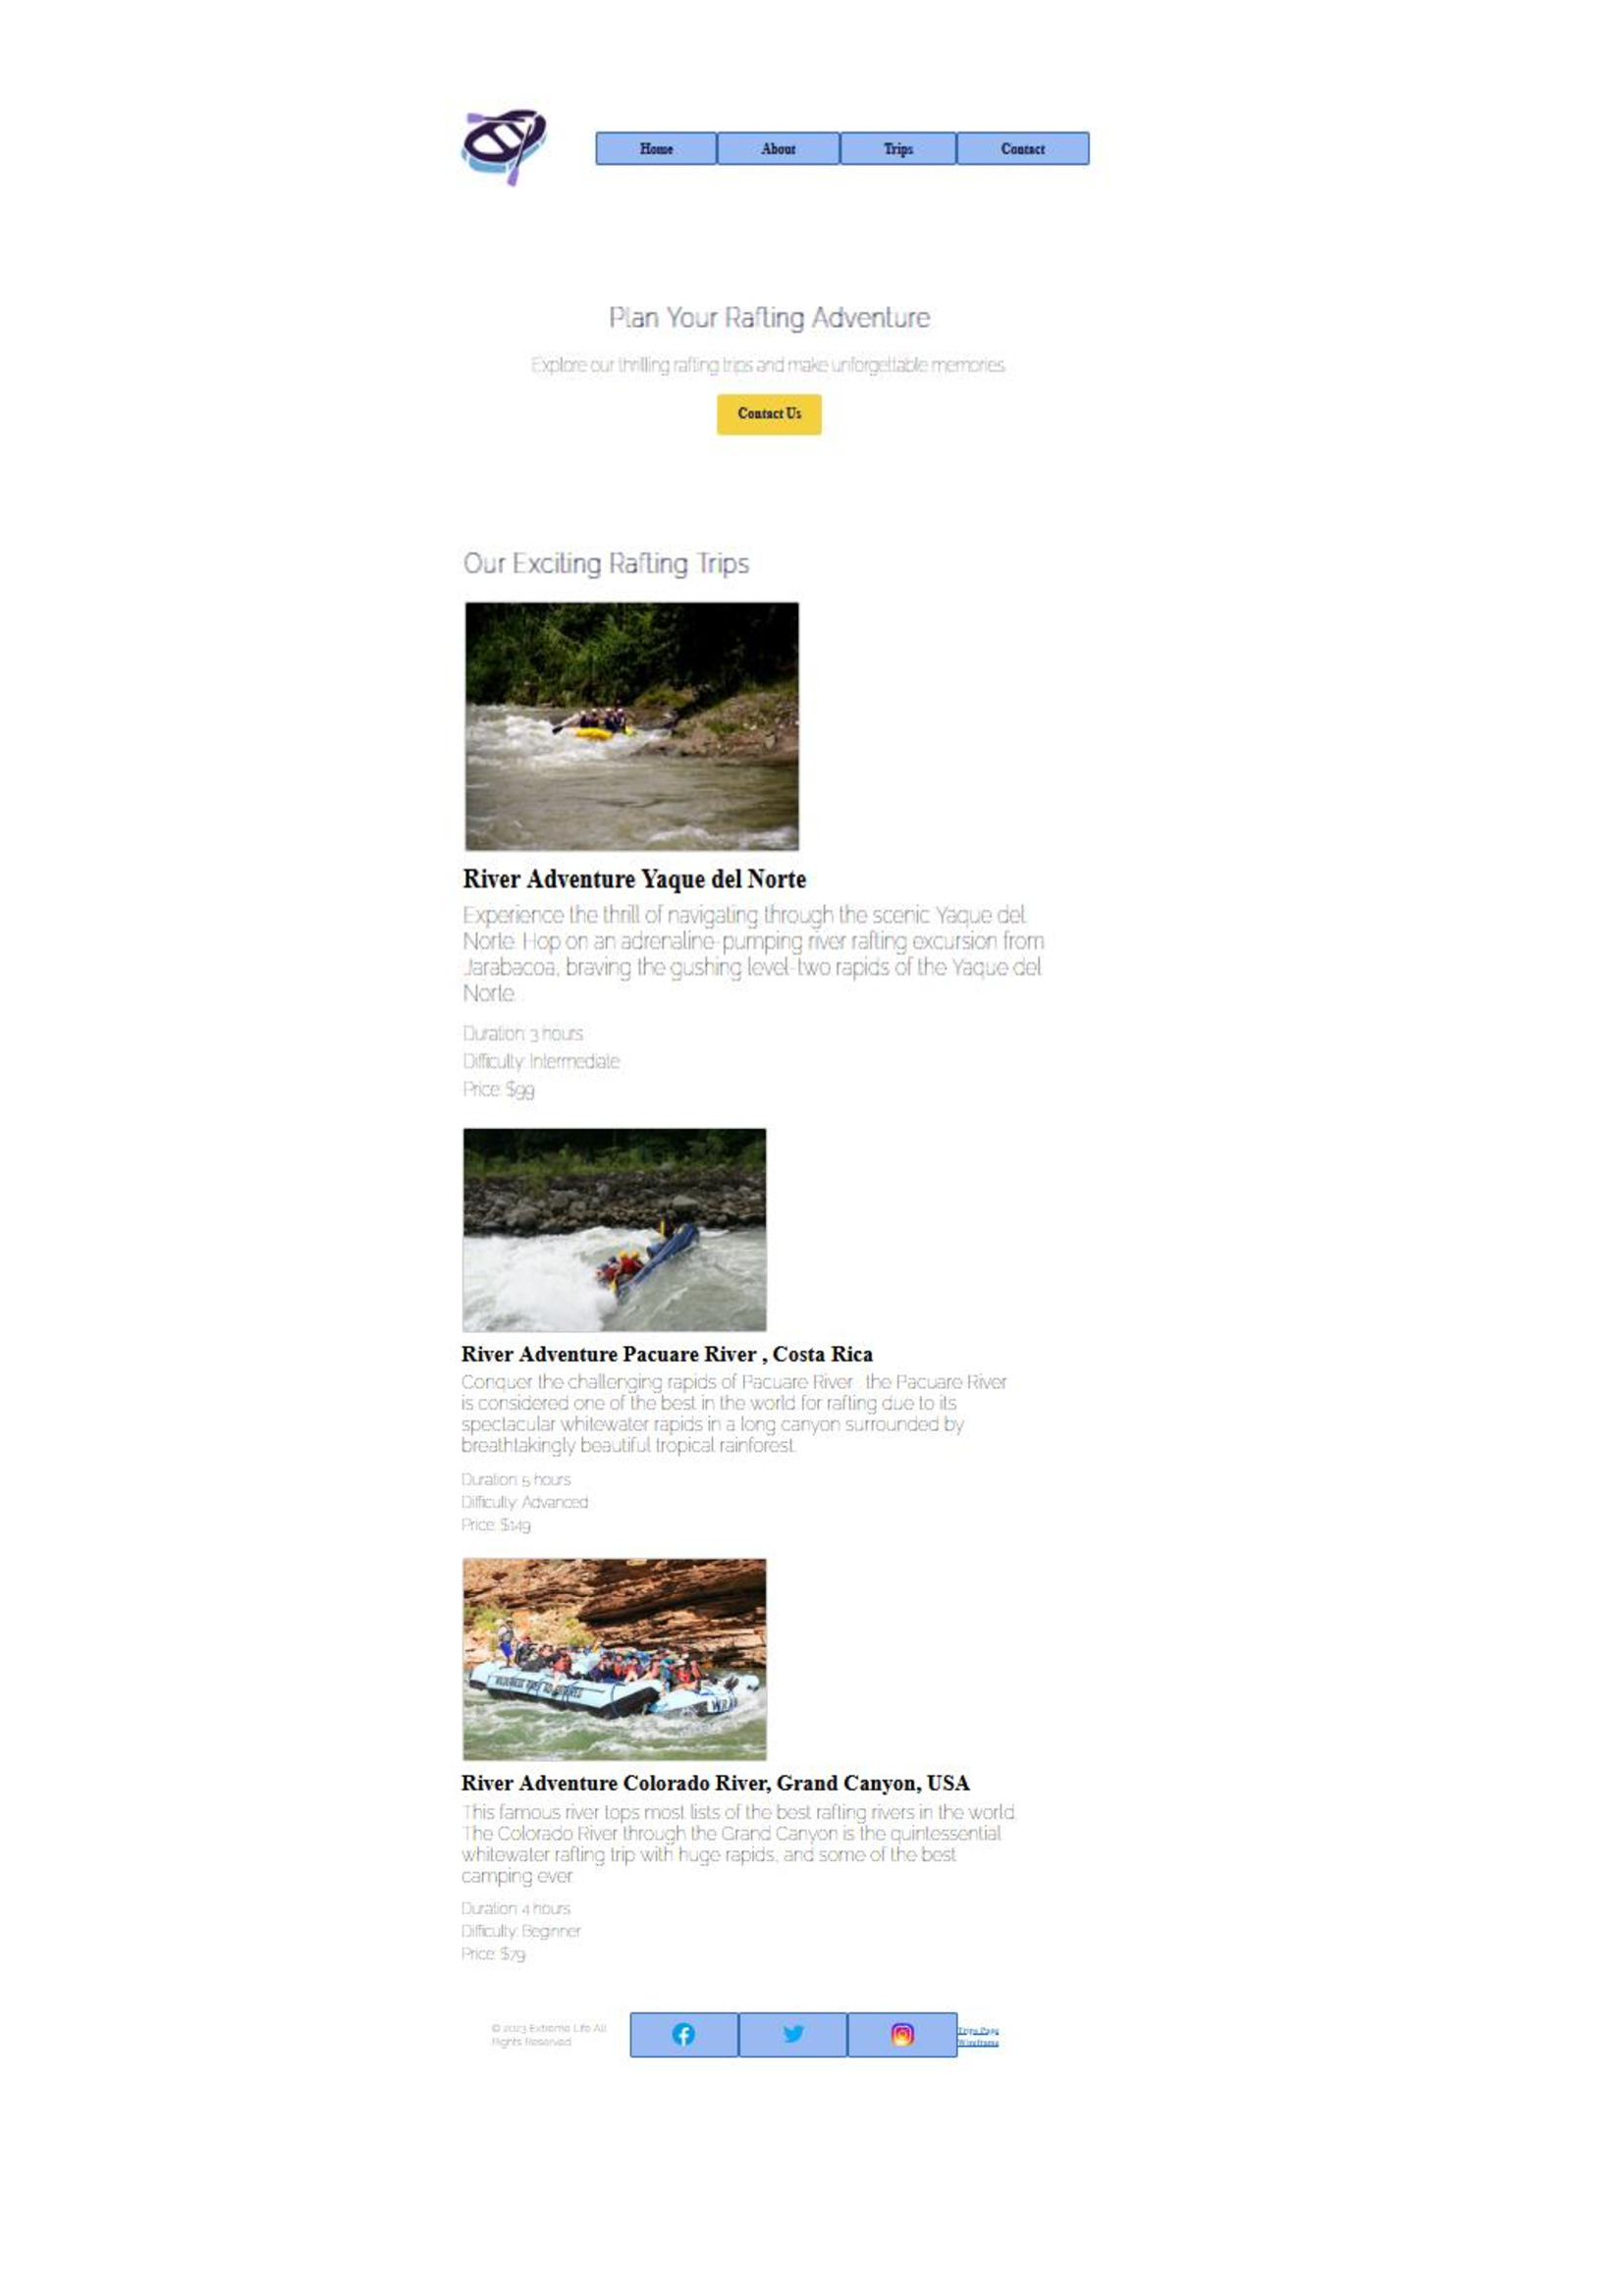 Home About Trips Contact
Plan Your Rafting Adventure
Explore our thrilling rafting trips and make unforgettable memories.
Contact Us
Our Exciting Rafting Trips
River Adventure Yaque del Norte
Experience the thrill of navigating through the scenic Yaque del
Norte. Hop on an adrenaline-pumping river rafting excursion from
Jarabacoa, braving the gushing level-two rapids of the Yaque del
Norte.
Duration: 3 hours
Difficulty: Intermediate
Price: $99
River Adventure Pacuare River , Costa Rica
Conquer the challenging rapids of Pacuare River . the Pacuare River
is considered one of the best in the world for rafting due to its
spectacular whitewater rapids in a long canyon surrounded by
breathtakingly beautiful tropical rainforest.
Duration: 5 hours
Difficulty: Advanced
Price: $149
River Adventure Colorado River, Grand Canyon, USA
This famous river tops most lists of the best rafting rivers in the world.
The Colorado River through the Grand Canyon is the quintessential
whitewater rafting trip with huge rapids, and some of the best
camping ever.
Duration: 4 hours
Difficulty: Beginner
Price: $79
© 2023 Extreme Life All
Rights Reserved
Trips Page
Wireframe